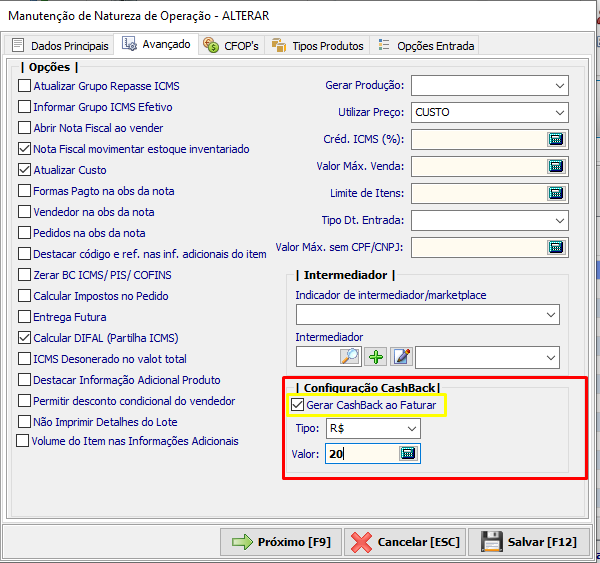 Manutenção de Natureza de Operação - ALTERAR
Dados Principais
Avançado
CFOP's
Tipos Produtos
Opções Entrada
| Opções |
Atualizar Grupo Repasse ICMS
Informar Grupo ICMS Efetivo
Abrir Nota Fiscal ao vender
Nota Fiscal movimentar estoque inventariado
Atualizar Custo
Formas Pagto na obs da nota
Vendedor na obs da nota
Pedidos na obs da nota
Destacar código e ref. nas inf. adicionais do item
Zerar BC ICMS/ PIS/ COFINS
Calcular Impostos no Pedido
Entrega Futura
Calcular DIFAL (Partilha ICMS)
ICMS Desonerado no valot total
Destacar Informação Adicional Produto
Permitir desconto condicional do vendedor
Não Imprimir Detalhes do Lote
Volume do Item nas Informações Adicionais
Gerar Produção:
Utilizar Preço: CUSTO
Créd. ICMS (%):
Valor Máx. Venda:
Limite de Itens:
Tipo Dt. Entrada:
Valor Máx. sem CPF/CNPJ:
| Intermediador |
Indicador de intermediador/marketplace
Intermediador
| Configuração CashBack|
Gerar CashBack ao Faturar
Tipo: R$
Valor: 20
Próximo [F9]
Cancelar [ESC]
Salvar [F12]